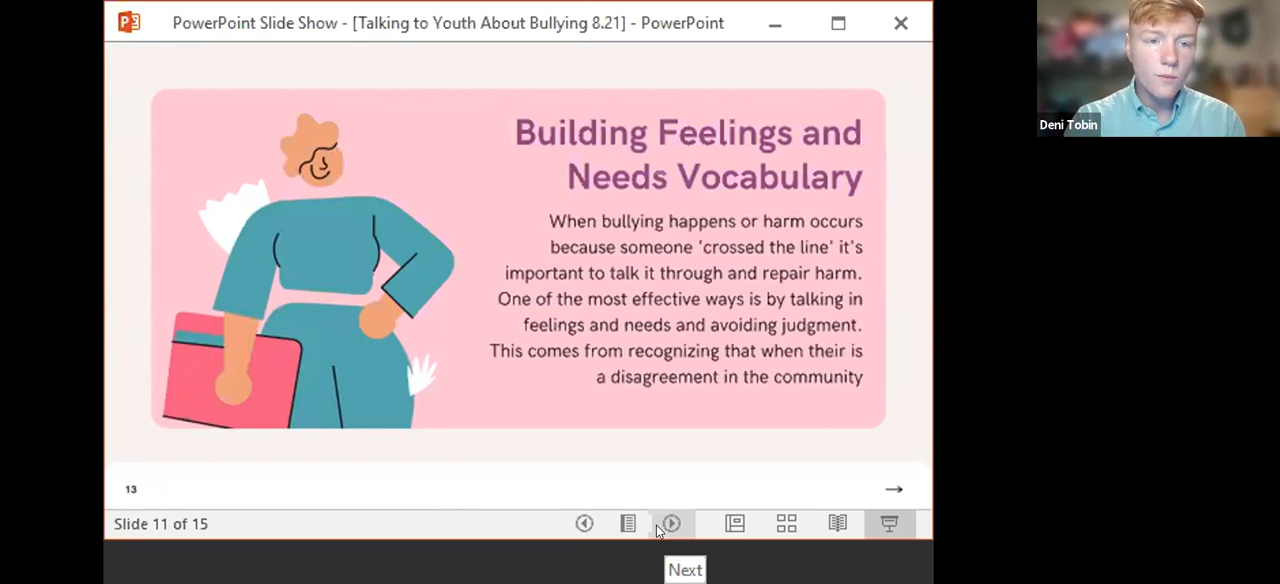 PowerPoint Slide Show - [Talking to Youth About Bullying 8.21] - PowerPoint
Deni Tobin
Building Feelings and
Needs Vocabulary
When bullying happens or harm occurs
because someone 'crossed the line' it's
important to talk it through and repair harm.
One of the most effective ways is by talking in
feelings and needs and avoiding judgment.
This comes from recognizing that when their is
a disagreement in the community
13
Slide 11 of 15
Next